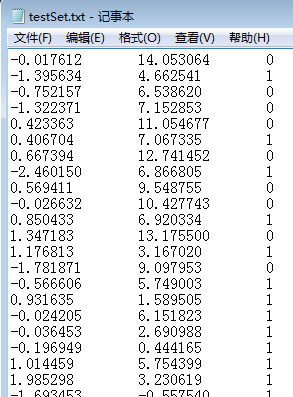 testSet.txt - 记事本
文件(F) 编辑(E) 格式(O) 查看(V) 帮助(H)
-0.017612 14.053064 0
-1.395634 4.662541 1
-0.752157 6.538620 0
-1.322371 7.152853 0
0.423363 11.054677 0
0.406704 7.067335 1
0.667394 12.741452 0
-2.460150 6.866805 1
0.569411 9.548755 0
-0.026632 10.427743 0
0.850433 6.920334 1
1.347183 13.175500 0
1.176813 3.167020 1
-1.781871 9.097953 0
-0.566606 5.749003 1
0.931635 1.589505 1
-0.024205 6.151823 1
-0.036453 2.690988 1
-0.196949 0.444165 1
1.014459 5.754399 1
1.985298 3.230619 1
-1.693453 -0.557540 1